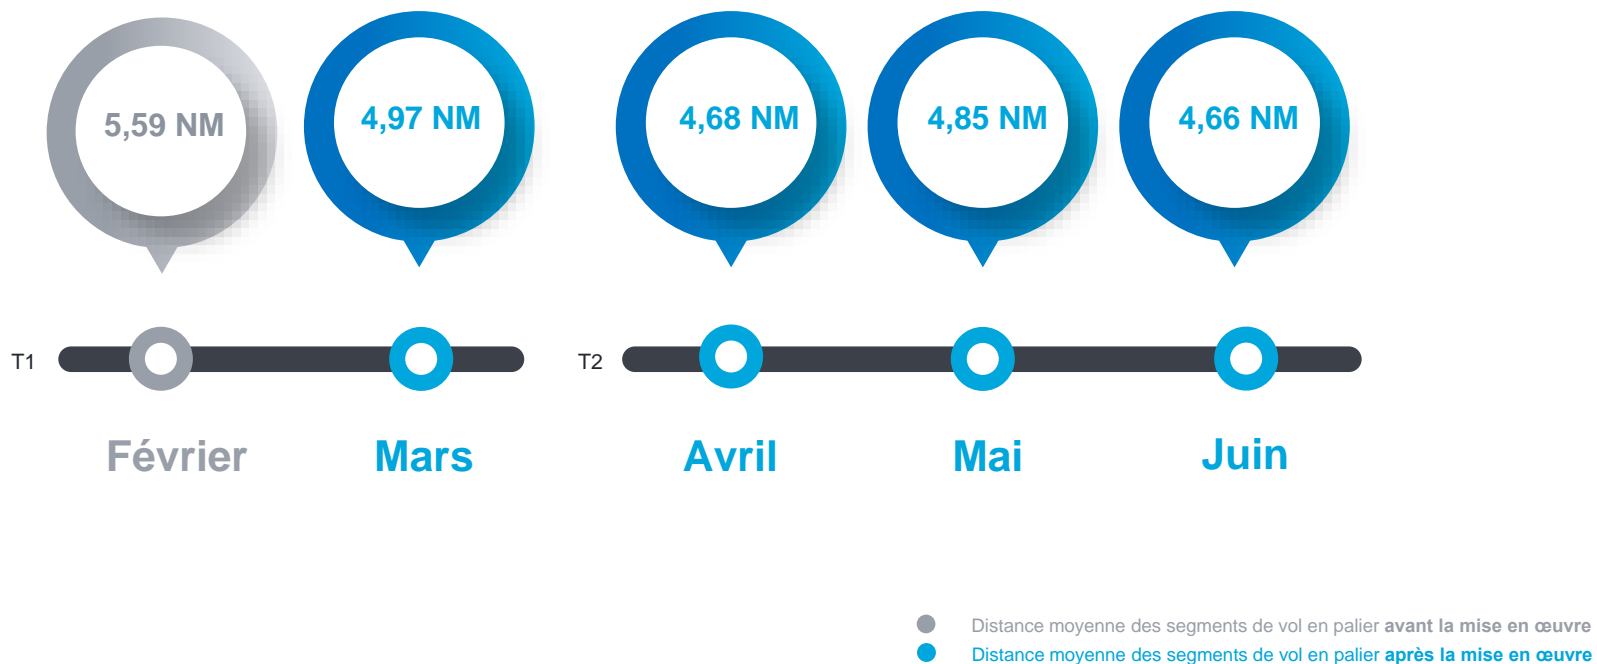 5,59 NM
4,97 NM
4,68 NM
4,85 NM
4,66 NM
T1
T2
Février
Mars
Avril
Mai
Juin
Distance moyenne des segments de vol en palier avant la mise en œuvre
Distance moyenne des segments de vol en palier après la mise en œuvre